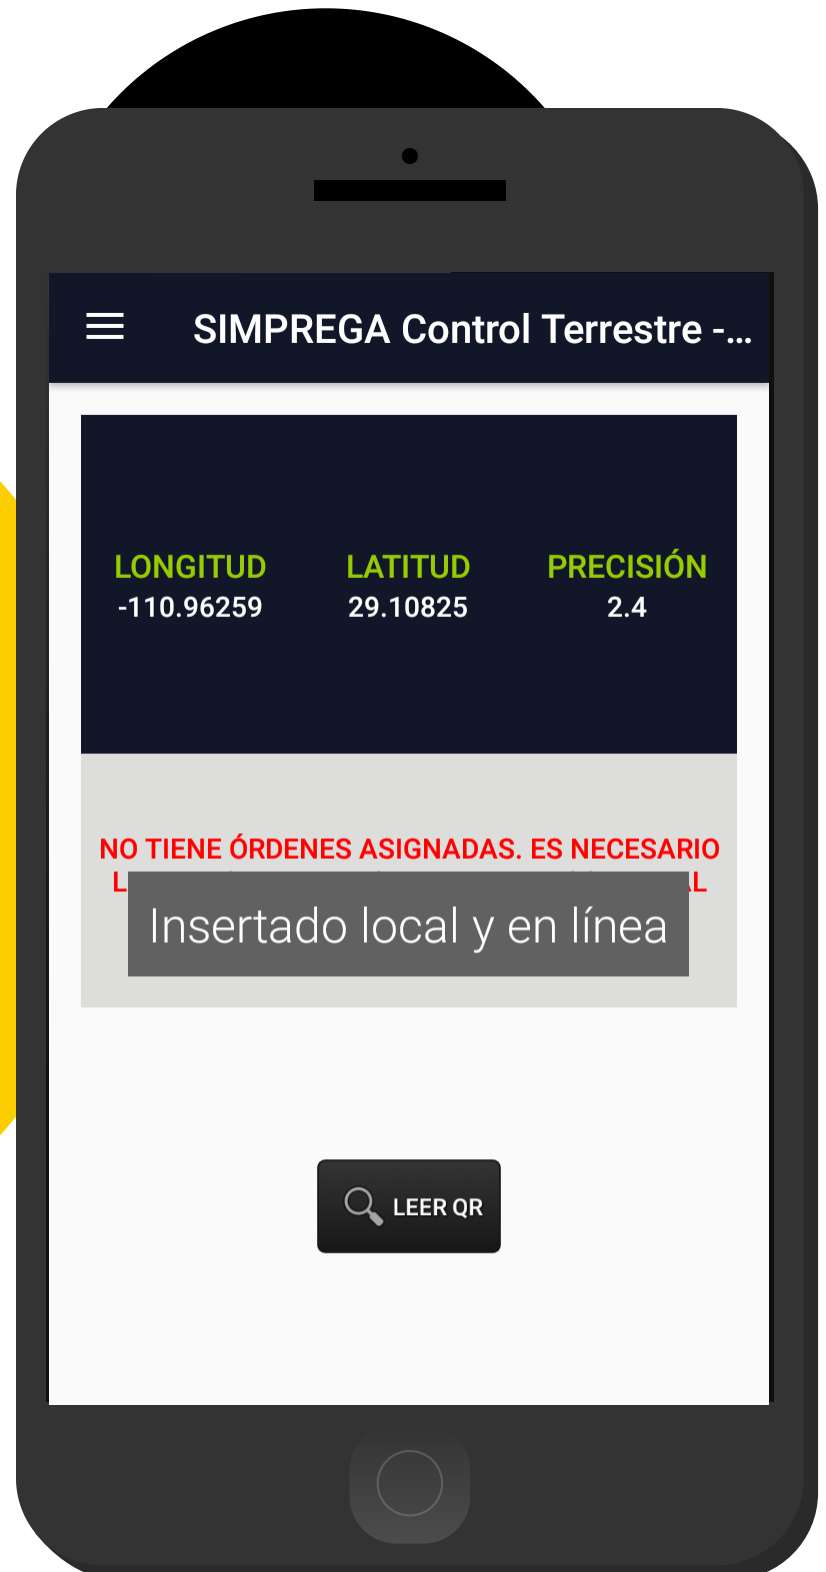 SIMPREGA Control Terrestre -...
LONGITUD LATITUD PRECISIÓN
-110.96259 29.10825 2.4
NO TIENE ÓRDENES ASIGNADAS. ES NECESARIO
Insertado local y en línea
LEER QR